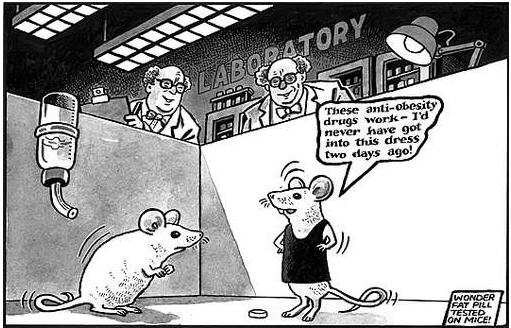 LABORATORY
These anti-obesity
drugs work - I'd
never have got
into this dress
two days ago!
WONDER
FAT PILL
TESTED
ON MICE!